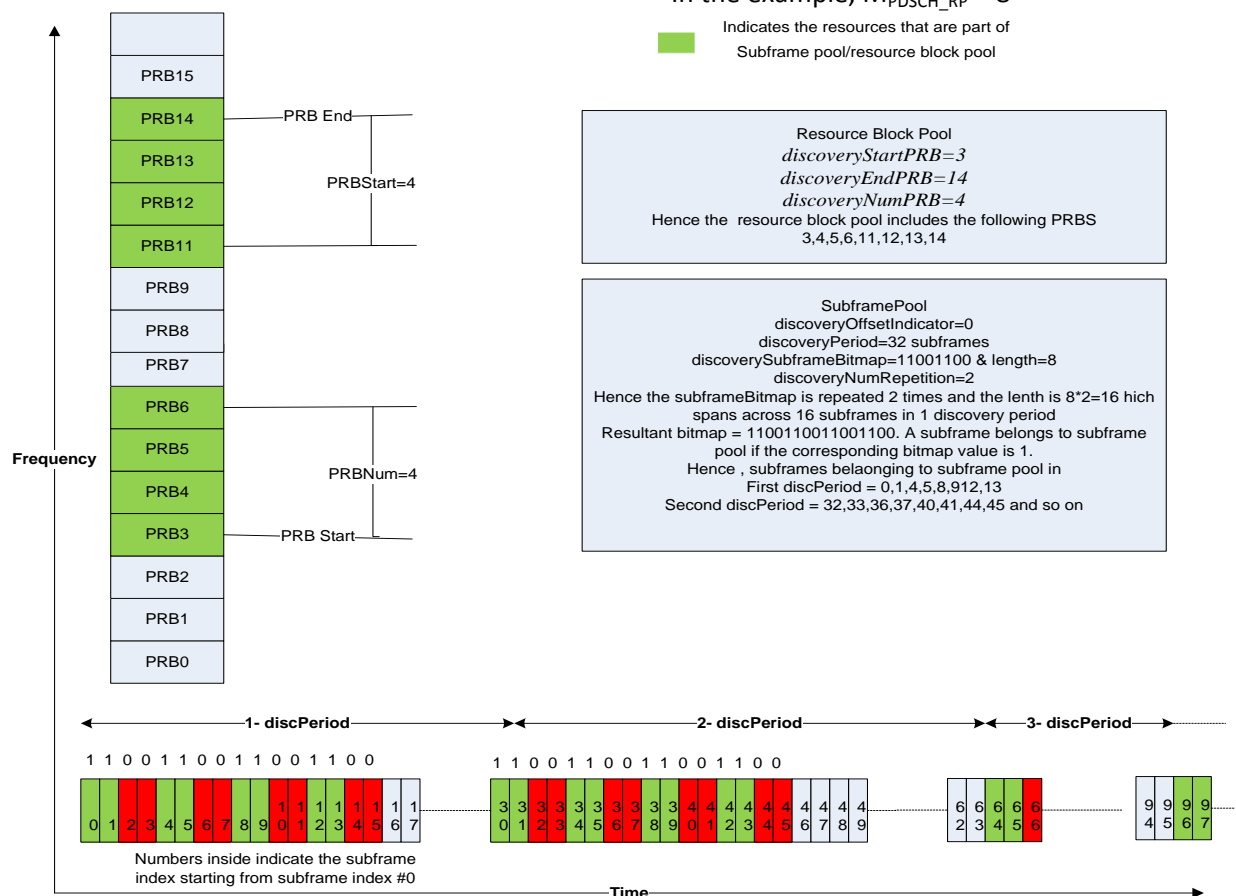 In the example, MPDSCH_RP
Indicates the resources that are part of
Subframe pool/resource block pool
PRB15
PRB14
PRB End
PRB13
PRBStart=4
PRB12
PRB11
PRB9
PRB8
PRB7
PRB6
PRB5
PRBNum=4
PRB4
PRB3
PRB Start
PRB2
PRB1
PRB0
Frequency
Resource Block Pool
discoveryStartPRB=3
discoveryEndPRB=14
discoveryNumPRB=4
Hence the resource block pool includes the following PRBS
3,4,5,6,11,12,13,14
SubframePool
discoveryOffsetIndicator=0
discoveryPeriod=32 subframes
discoverySubframeBitmap=11001100 & length=8
discoveryNumRepetition=2
Hence the subframeBitmap is repeated 2 times and the lenth is 8*2=16 hich
spans across 16 subframes in 1 discovery period
Resultant bitmap = 1100110011001100. A subframe belongs to subframe
pool if the corresponding bitmap value is 1.
Hence , subframes belaonging to subframe pool in
First discPeriod = 0,1,4,5,8,912,13
Second discPeriod = 32,33,36,37,40,41,44,45 and so on
1- discPeriod 2- discPeriod 3- discPeriod
1 1 0 0 1 1 0 0 1 1 0 0 1 1 0 0 1 1 0 0 1 1 0 0 1 1 0 0 1 1 0 0
0 1 2 3 4 5 6 7 8 9 10 11 12 13 14 15 16 17 30 31 32 33 34 35 36 37 38 39 40 41 42 43 44 45 46 47 48 49 62 63 64 65 66 94 95 96 97
Numbers inside indicate the subframe
index starting from subframe index #0
Time